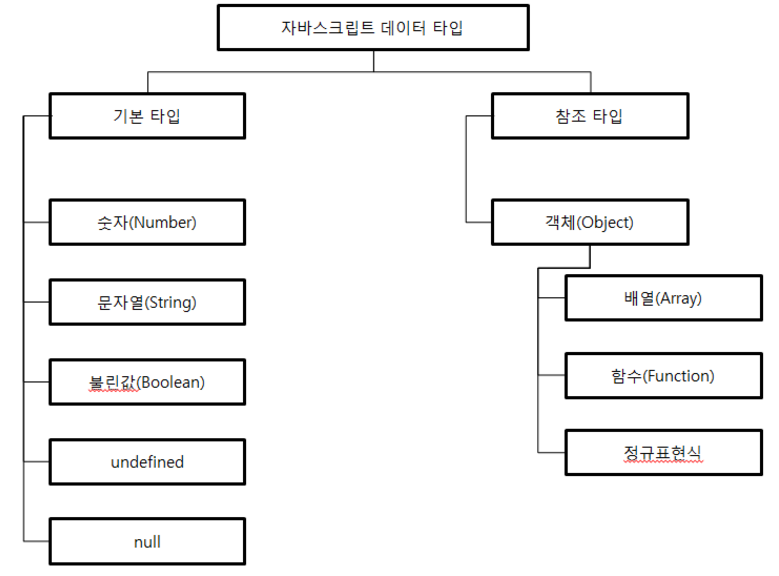 자바스크립트 데이터 타입
기본 타입
참조 타입
숫자(Number)
객체(Object)
문자열(String)
배열(Array)
불린값(Boolean)
함수(Function)
undefined
정규표현식
null